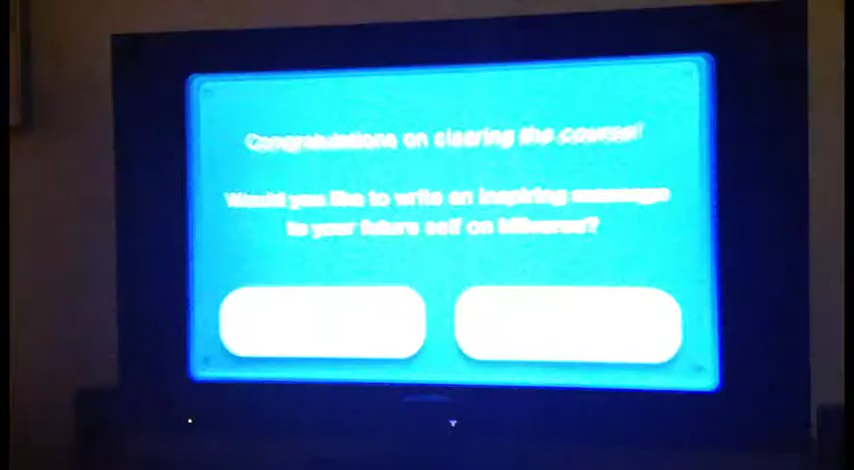 Congratulations on clearing the course!
Would you like to write an inspiring message
to your future self on Miiverse?